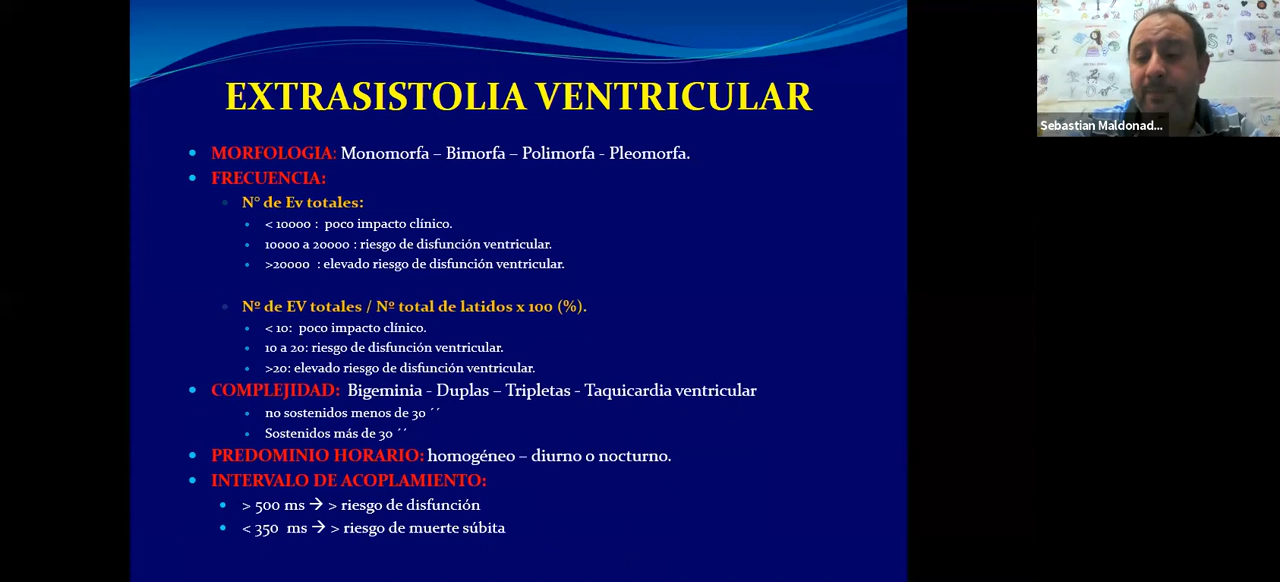 EXTRASISTOLIA VENTRICULAR
MORFOLOGIA: Monomorfa – Bimorfa – Polimorfa - Pleomorfa.
FRECUENCIA:
N° de Ev totales:
< 10000 : poco impacto clínico.
10000 a 20000 : riesgo de disfunción ventricular.
>20000 : elevado riesgo de disfunción ventricular.
Nº de EV totales / Nº total de latidos x 100 (%).
< 10: poco impacto clínico.
10 a 20: riesgo de disfunción ventricular.
>20: elevado riesgo de disfunción ventricular.
COMPLEJIDAD: Bigeminia - Duplas – Tripletas - Taquicardia ventricular
no sostenidos menos de 30 ´´
Sostenidos más de 30 ´´
PREDOMINIO HORARIO: homogéneo – diurno o nocturno.
INTERVALO DE ACOPLAMIENTO:
> 500 ms → > riesgo de disfunción
< 350 ms → > riesgo de muerte súbita
Sebastian Maldonad...